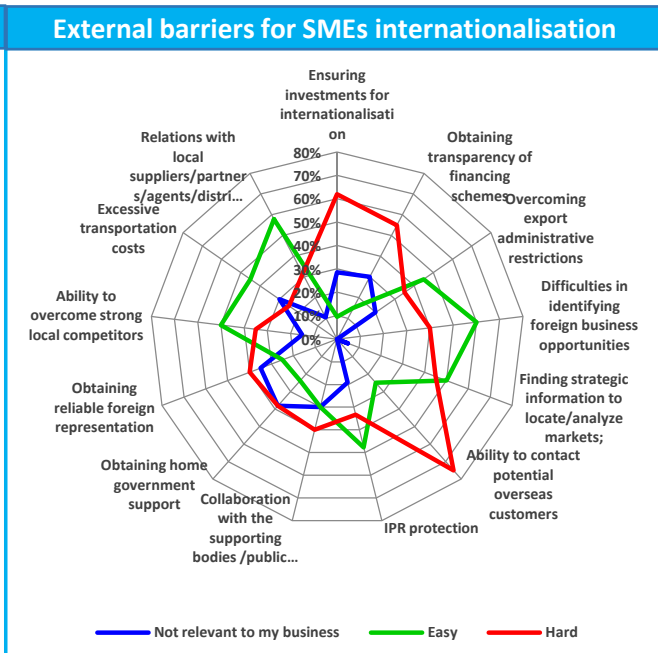 External barriers for SMEs internationalisation
Ensuring
investments for
internationalisati
on
Obtaining
transparency of
financing
schemes
Overcoming
export
administrative
restrictions
Difficulties in
identifying
foreign business
opportunities
Finding strategic
information to
locate/analyze
markets;
Ability to contact
potential
overseas
customers
IPR protection
Collaboration
with the
supporting
bodies /public...
Obtaining home
government
support
Obtaining
reliable foreign
representation
Ability to
overcome strong
local competitors
Excessive
transportation
costs
Relations with
local
suppliers/partner
s/agents/distri...
80%
70%
60%
50%
40%
30%
20%
10%
0%
Not relevant to my business
Easy
Hard